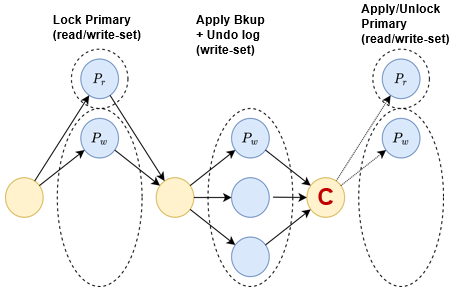 Lock Primary
(read/write-set)
Apply Bkup
+ Undo log
(write-set)
Apply/Unlock
Primary
(read/write-set)
Pr
Pr
Pw
Pw
Pw
C